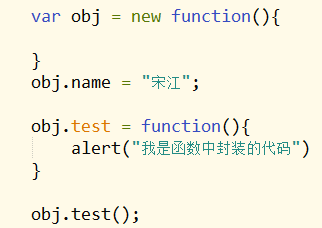 var obj = new function(){
}
obj.name = "宋江";
obj.test = function(){
alert("我是函数中封装的代码")
}
obj.test();